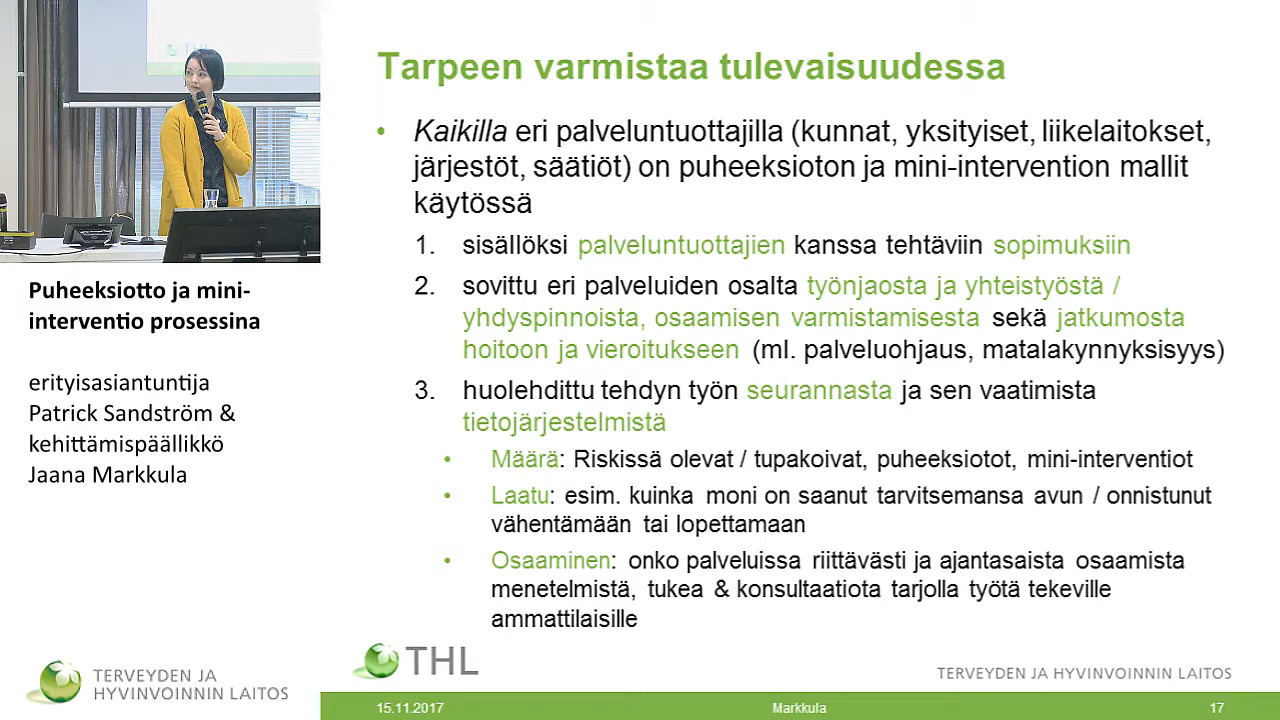 THL
Puheeksiotto ja mini-
interventio prosessina
erityisasiantuntija
Patrick Sandström &
kehittämispäällikkö
Jaana Markkula
TERVEYDEN JA
HYVINVOINNIN LAITOS
Tarpeen varmistaa tulevaisuudessa
• Kaikilla eri palveluntuottajilla (kunnat, yksityiset, liikelaitokset,
järjestöt, säätiöt) on puheeksioton ja mini-intervention mallit
käytössä
1. sisällöksi palveluntuottajien kanssa tehtäviin sopimuksiin
2. sovittu eri palveluiden osalta työnjaosta ja yhteistyöstä /
yhdyspinnoista, osaamisen varmistamisesta sekä jatkumosta
hoitoon ja vieroitukseen (ml. palveluohjaus, matalakynnyksisyys)
3. huolehdittu tehdyn työn seurannasta ja sen vaatimista
tietojärjestelmistä
• Määrä: Riskissä olevat / tupakoivat, puheeksiotot, mini-interventiot
• Laatu: esim. kuinka moni on saanut tarvitsemansa avun / onnistunut
vähentämään tai lopettamaan
• Osaaminen: onko palveluissa riittävästi ja ajantasaista osaamista
menetelmistä, tukea & konsultaatiota tarjolla työtä tekeville
ammattilaisille
THL
TERVEYDEN JA HYVINVOINNIN LAITOS
15.11.2017 Markkula 17